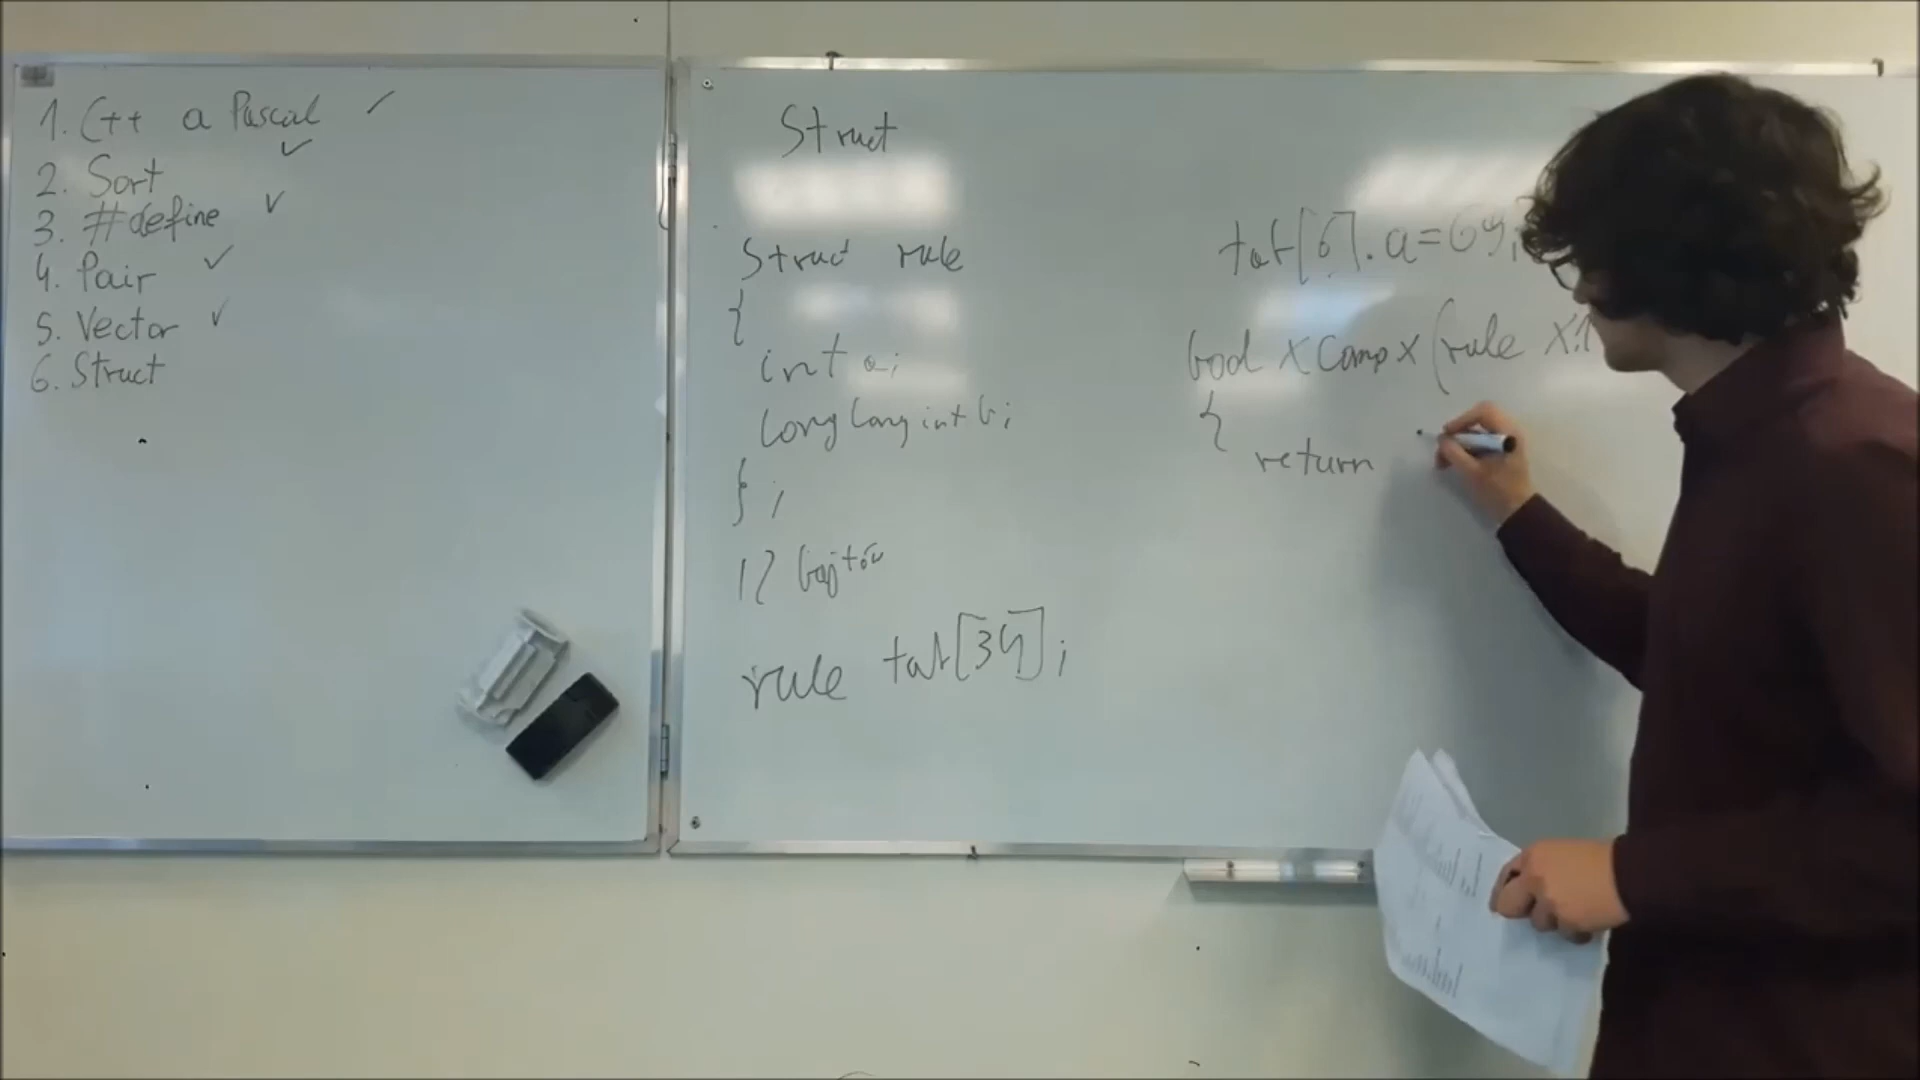 1. C++ a Pascal ✓
2. Sort ✓
3. #define ✓
4. Pair ✓
5. Vector ✓
6. Struct
Struct
Struct rule
{
int a;
long long int b;
};
12 bajtów
rule tab[34];
tab[6].a=69;
bool xCompx(rule x1
{
return